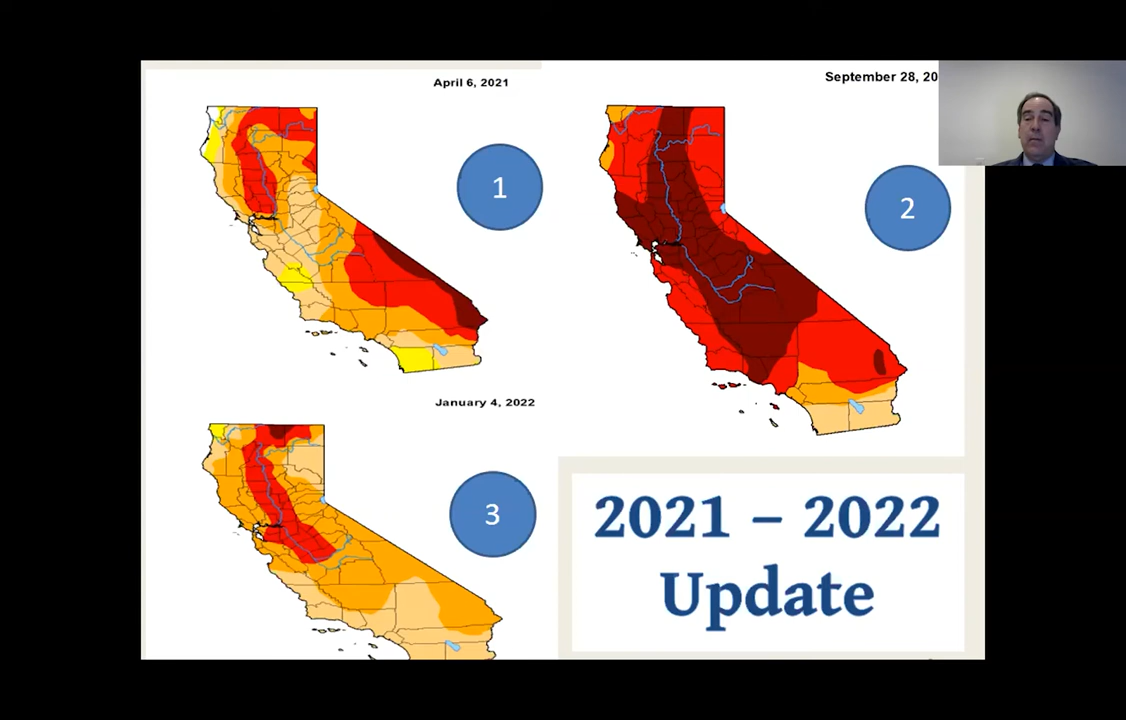 April 6, 2021
1
September 28, 20
2
January 4, 2022
3
2021 – 2022
Update